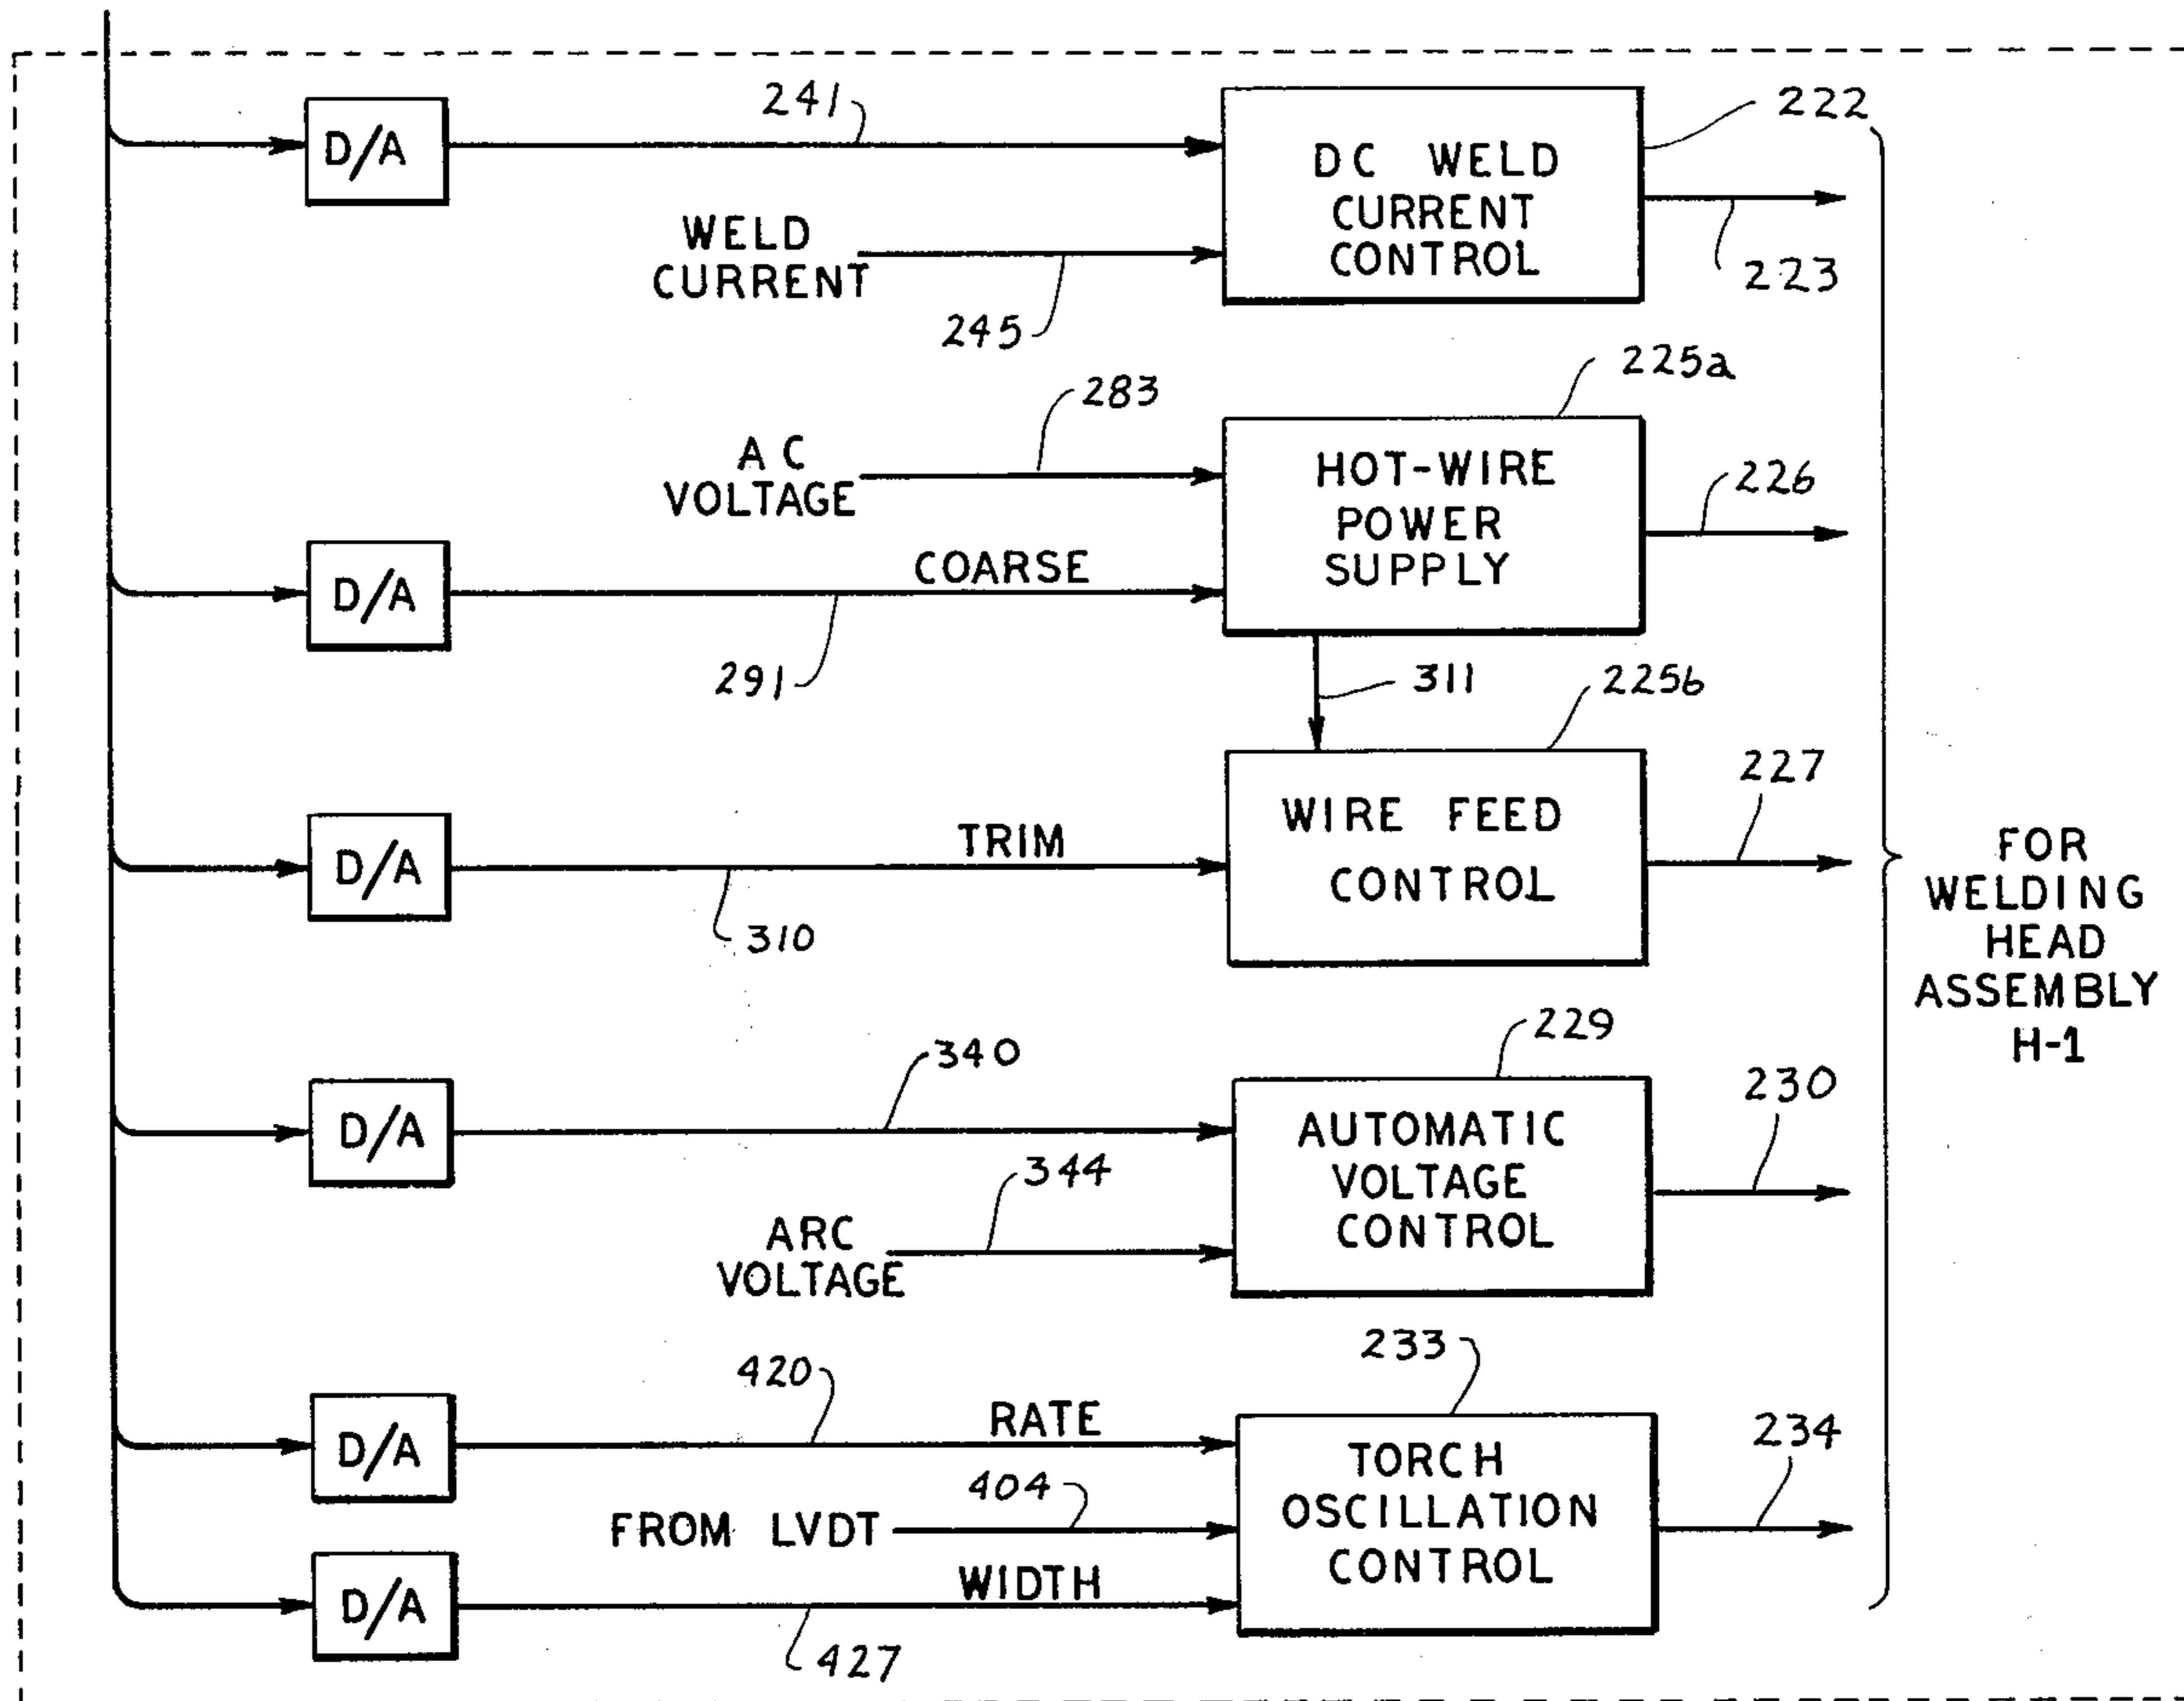 241
222
D/A
DC WELD
CURRENT
CONTROL
WELD
CURRENT
223
245
225a
283
AC
VOLTAGE
HOT-WIRE
POWER
SUPPLY
226
D/A
COARSE
291
311
225b
227
D/A
TRIM
WIRE FEED
CONTROL
310
FOR
WELDING
HEAD
ASSEMBLY
H-1
229
340
230
D/A
AUTOMATIC
VOLTAGE
CONTROL
344
ARC
VOLTAGE
233
420
234
D/A
RATE
TORCH
OSCILLATION
CONTROL
404
FROM LVDT
D/A
WIDTH
427